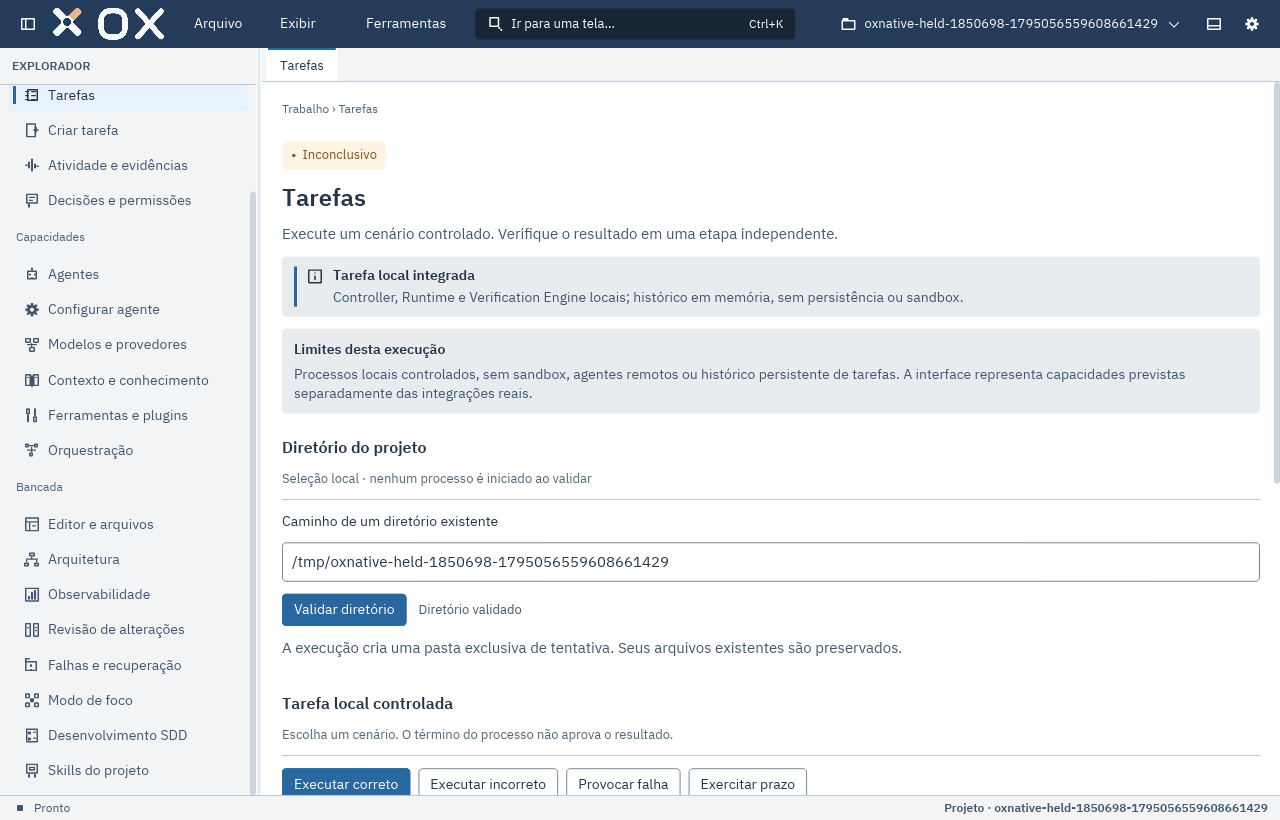 OX
Arquivo
Exibir
Ferramentas
Ir para uma tela...
Ctrl+K
oxnative-held-1850698-1795056559608661429
EXPLORADOR
Tarefas
Criar tarefa
Atividade e evidências
Decisões e permissões
Capacidades
Agentes
Configurar agente
Modelos e provedores
Contexto e conhecimento
Ferramentas e plugins
Orquestração
Bancada
Editor e arquivos
Arquitetura
Observabilidade
Revisão de alterações
Falhas e recuperação
Modo de foco
Desenvolvimento SDD
Skills do projeto
Tarefas
Trabalho › Tarefas
• Inconclusivo
Tarefas
Execute um cenário controlado. Verifique o resultado em uma etapa independente.
Tarefa local integrada
Controller, Runtime e Verification Engine locais; histórico em memória, sem persistência ou sandbox.
Limites desta execução
Processos locais controlados, sem sandbox, agentes remotos ou histórico persistente de tarefas. A interface representa capacidades previstas
separadamente das integrações reais.
Diretório do projeto
Seleção local · nenhum processo é iniciado ao validar
Caminho de um diretório existente
/tmp/oxnative-held-1850698-1795056559608661429
Validar diretório
Diretório validado
A execução cria uma pasta exclusiva de tentativa. Seus arquivos existentes são preservados.
Tarefa local controlada
Escolha um cenário. O término do processo não aprova o resultado.
Executar correto
Executar incorreto
Provocar falha
Exercitar prazo
Pronto
Projeto · oxnative-held-1850698-1795056559608661429